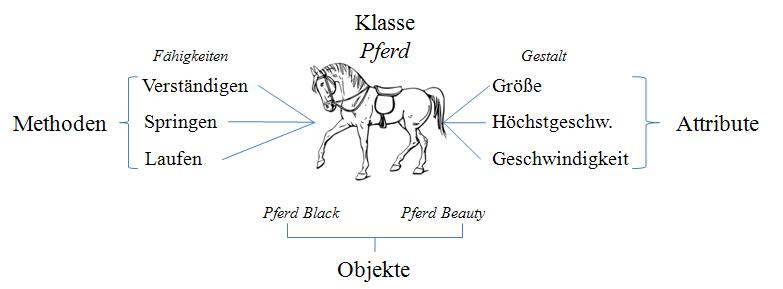 Klasse
Pferd
Fähigkeiten
Gestalt
Verständigen
Größe
Methoden
Springen
Höchstgeschw.
Attribute
Laufen
Geschwindigkeit
Pferd Black
Pferd Beauty
Objekte